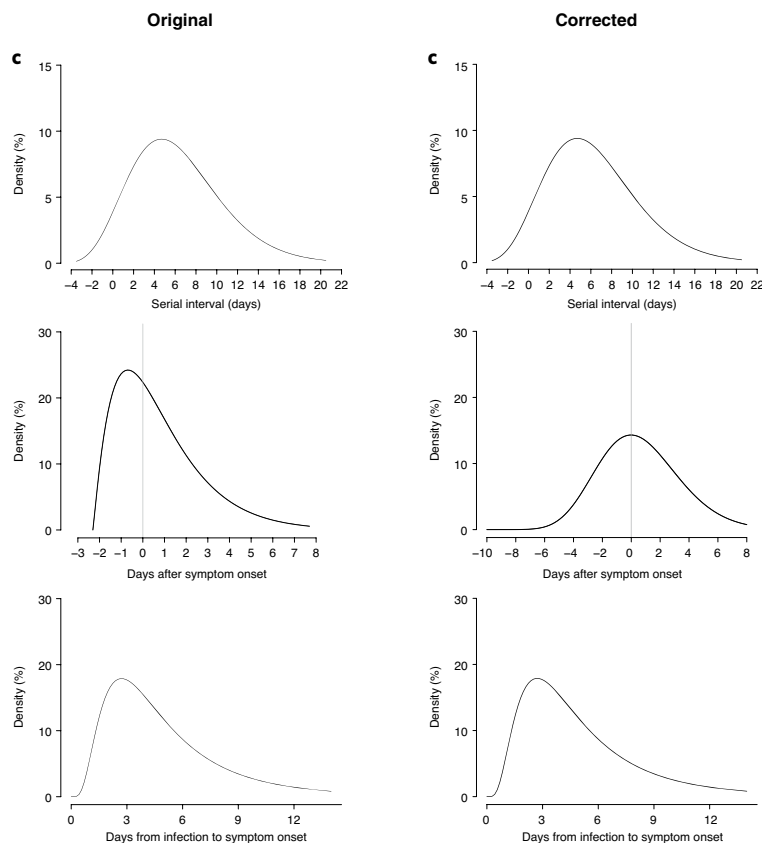 Original
Corrected
c
c
15
10
5
0
Density (%)
–4 –2 0 2 4 6 8 10 12 14 16 18 20 22
Serial interval (days)
15
10
5
0
Density (%)
–4 –2 0 2 4 6 8 10 12 14 16 18 20 22
Serial interval (days)
30
20
10
0
Density (%)
–3 –2 –1 0 1 2 3 4 5 6 7 8
Days after symptom onset
30
20
10
0
Density (%)
–10 –8 –6 –4 –2 0 2 4 6 8
Days after symptom onset
30
20
10
0
Density (%)
0 3 6 9 12
Days from infection to symptom onset
30
20
10
0
Density (%)
0 3 6 9 12
Days from infection to symptom onset